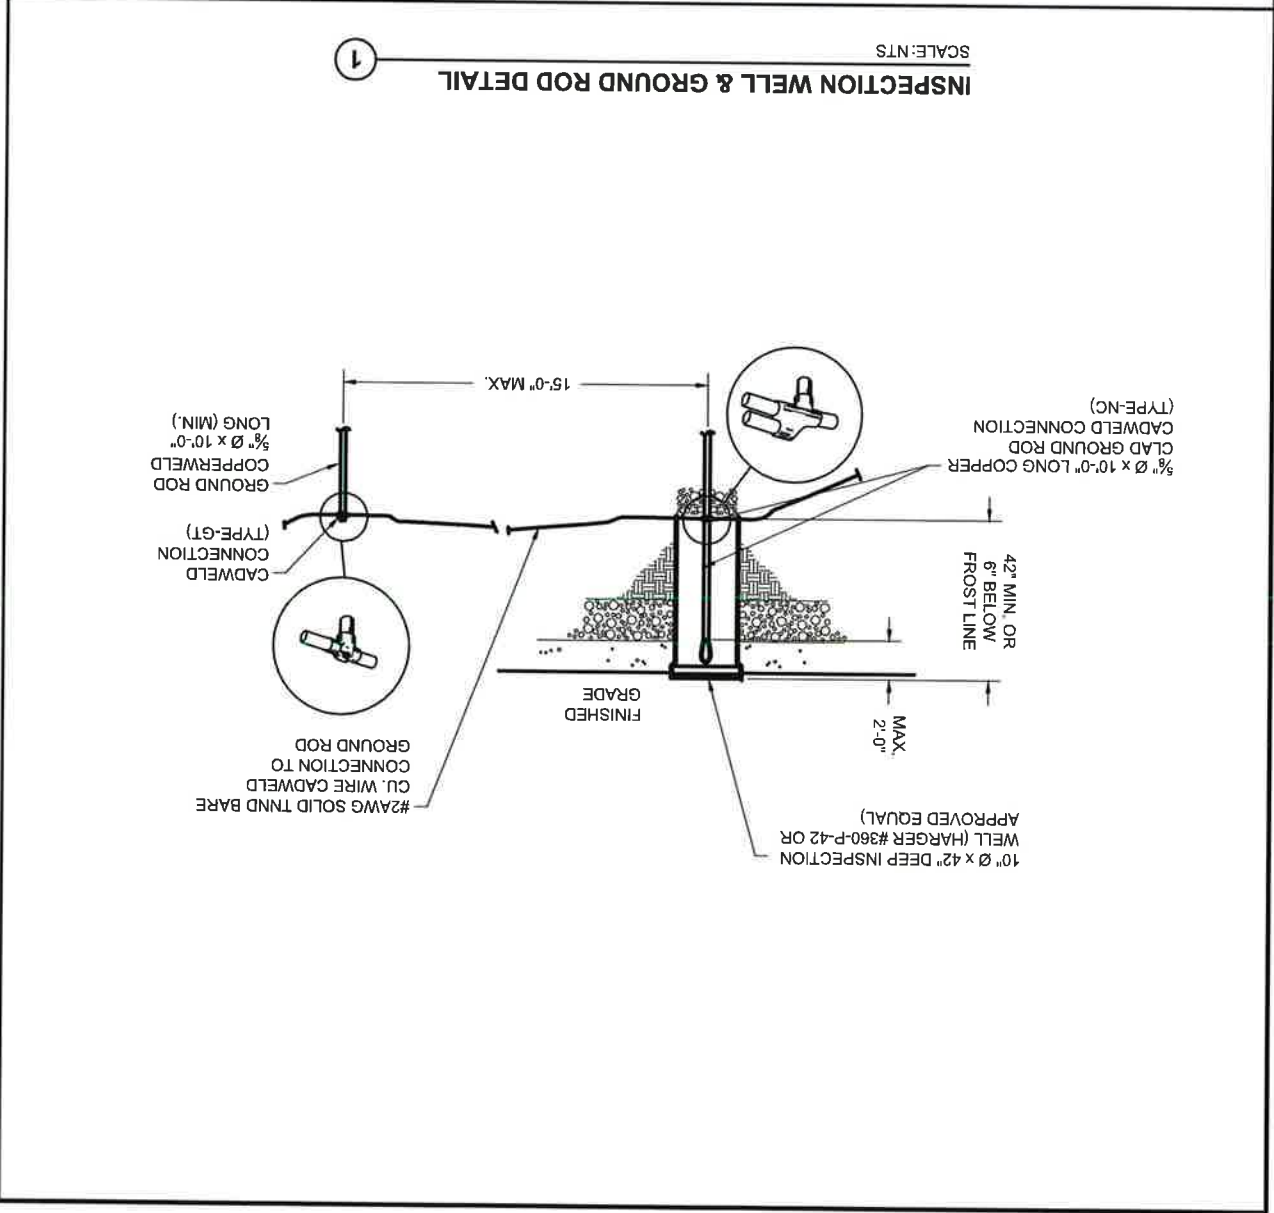 10" Ø x 42" DEEP INSPECTION
WELL (HARGER #360-P-42 OR
APPROVED EQUAL)
#2AWG SOLID TNND BARE
CU. WIRE CADWELD
CONNECTION TO
GROUND ROD
MAX.
2'-0"
FINISHED
GRADE
42" MIN. OR
6" BELOW
FROST LINE
CADWELD
CONNECTION
(TYPE-GT)
GROUND ROD
COPPERWELD
⅝" Ø x 10'-0"
LONG (MIN.)
⅝" Ø x 10'-0" LONG COPPER
CLAD GROUND ROD
CADWELD CONNECTION
(TYPE-NC)
15'-0" MAX.
INSPECTION WELL & GROUND ROD DETAIL
SCALE: NTS
1